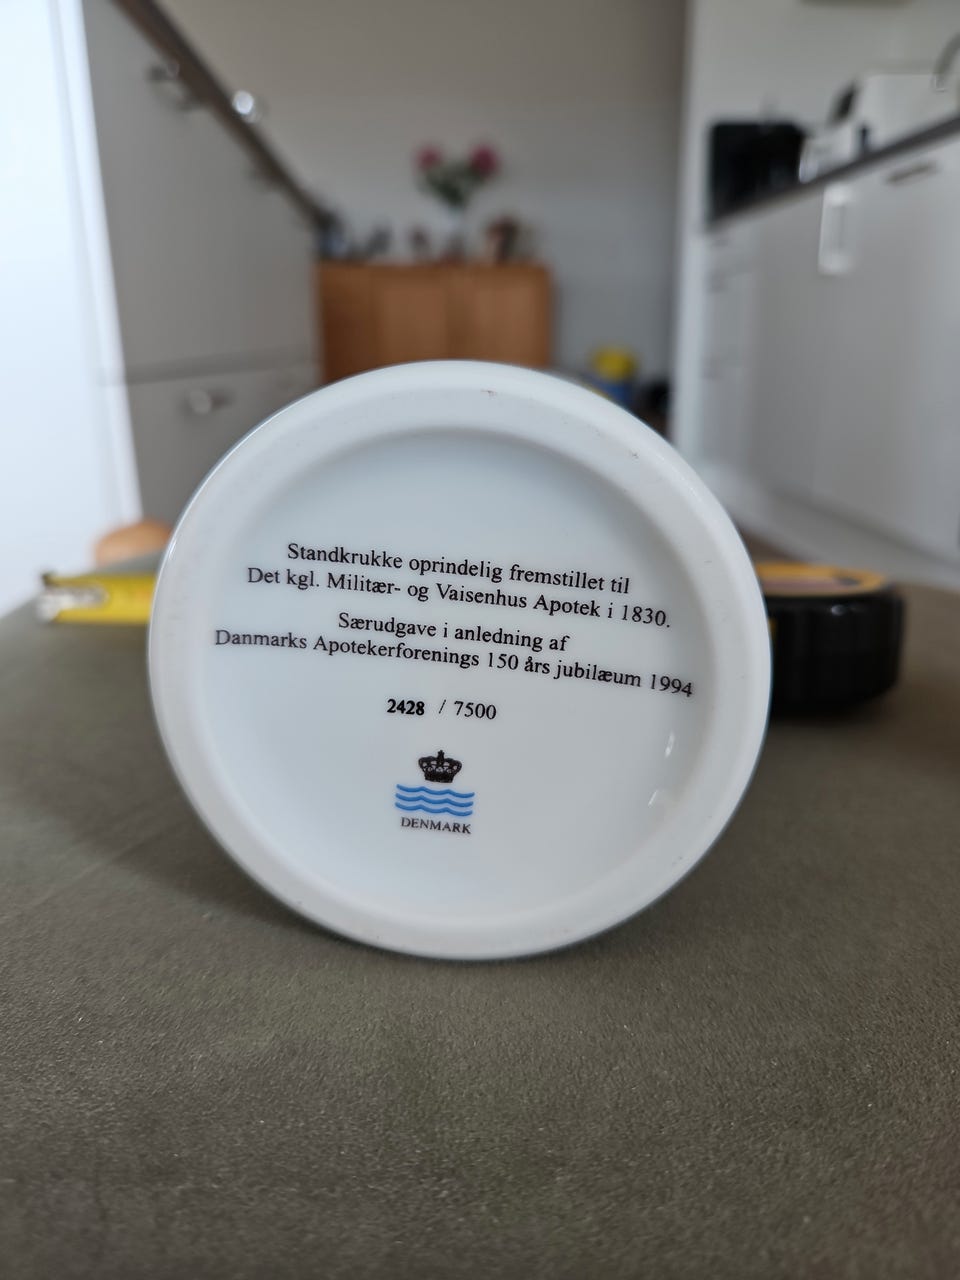 Standkrukke oprindelig fremstillet til
Det kgl. Militær- og Vaisenhus Apotek i 1830.
Særudgave i anledning af
Danmarks Apotekerforenings 150 års jubilæum 1994
2428 / 7500
DENMARK